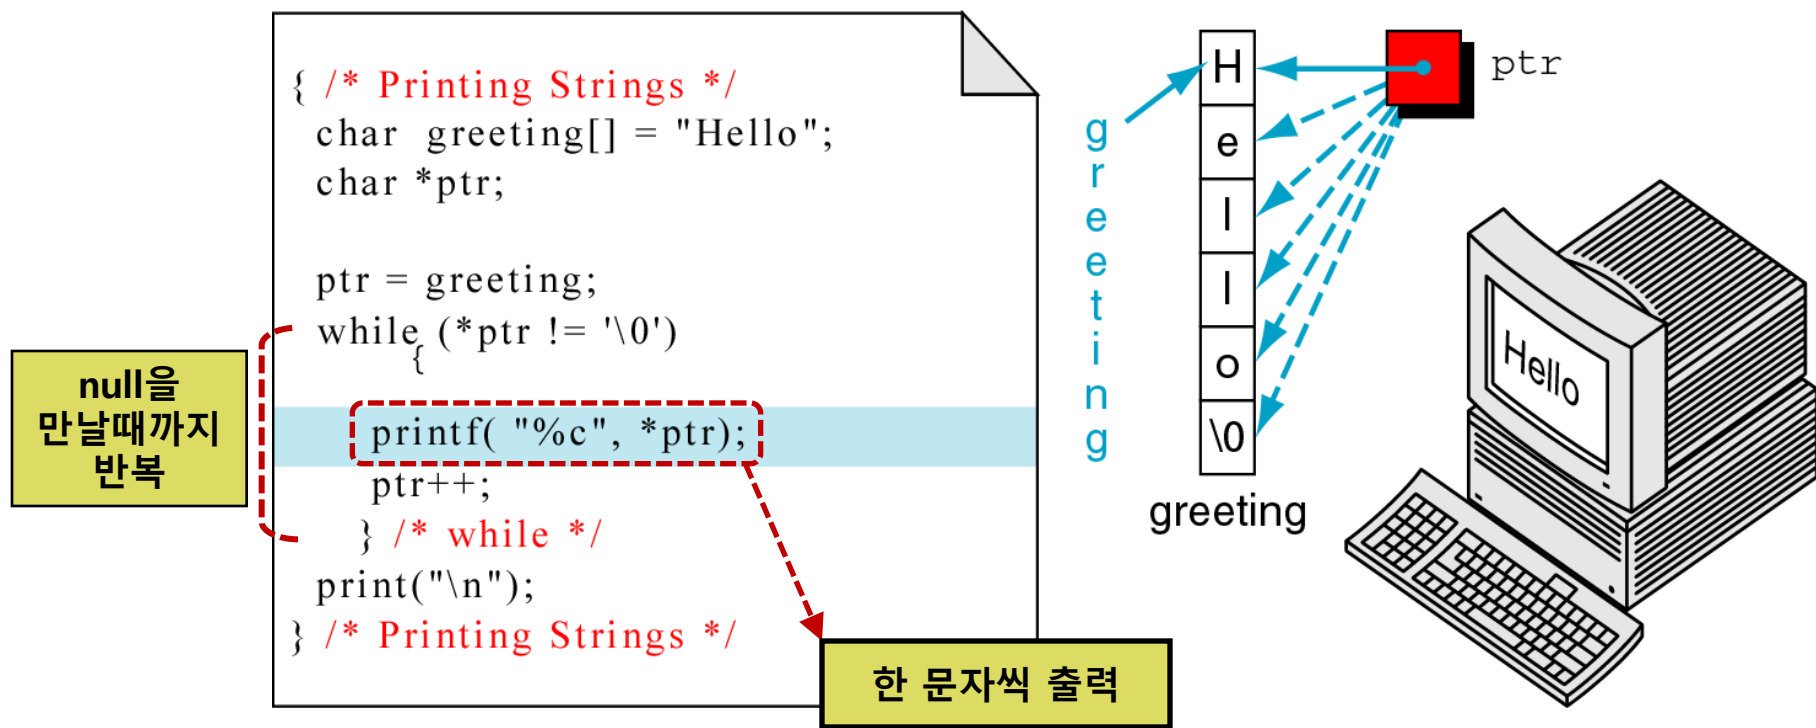 { /* Printing Strings */
char greeting[] = "Hello";
char *ptr;
ptr = greeting;
while (*ptr != '\0')
{
printf( "%c", *ptr);
ptr++;
} /* while */
print("\n");
} /* Printing Strings */
null을
만날때까지
반복
한 문자씩 출력
greeting
H
e
l
l
o
\0
greeting
ptr
Hello